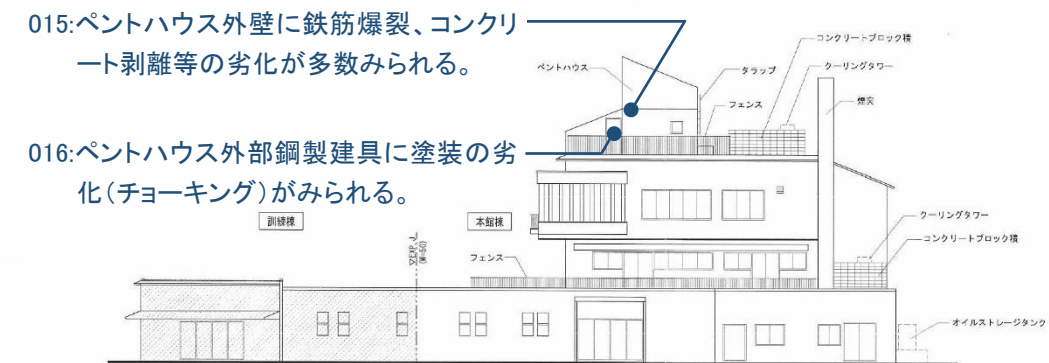 015:ペントハウス外壁に鉄筋爆裂、コンクリ
ート剥離等の劣化が多数みられる。
016:ペントハウス外部鋼製建具に塗装の劣
化(チョーキング)がみられる。
コンクリートブロック積
ペントハウス
タラップ
クーリングタワー
フェンス
煙突
訓練棟
本館棟
▽EXP.J
(W=50)
フェンス
クーリングタワー
コンクリートブロック積
オイルストレージタンク